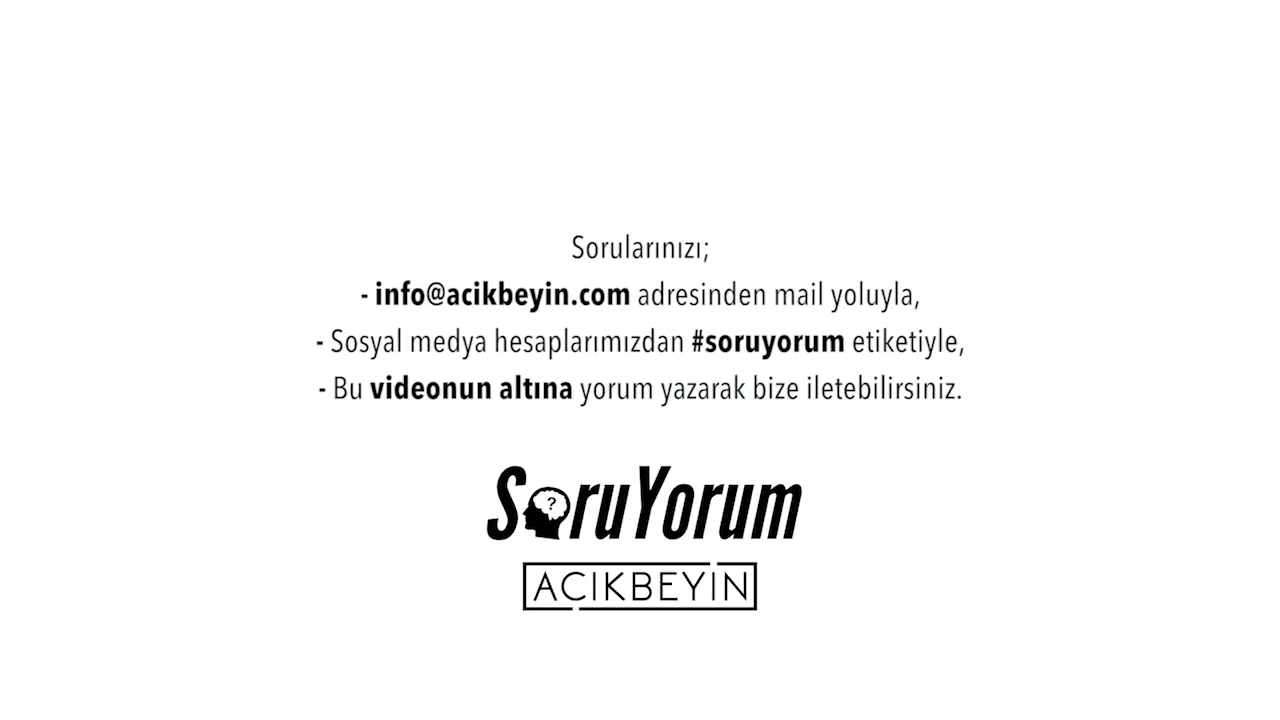 Sorularınızı;
- info@acikbeyin.com adresinden mail yoluyla,
- Sosyal medya hesaplarımızdan #soruyorum etiketiyle,
- Bu videonun altına yorum yazarak bize iletebilirsiniz.
SoruYorum
?
AÇIKBEYİN